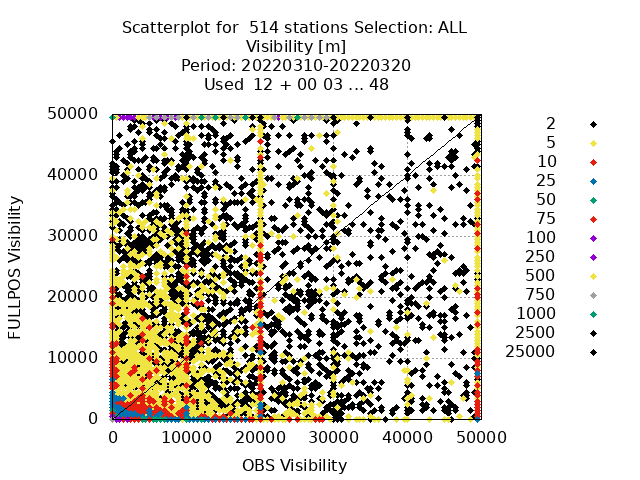 Scatterplot for  514 stations Selection: ALL
Visibility [m]
Period: 20220310-20220320
Used  12 + 00 03 ... 48
FULLPOS Visibility
50000
40000
30000
20000
10000
0
0 10000 20000 30000 40000 50000
OBS Visibility
2
5
10
25
50
75
100
250
500
750
1000
2500
25000